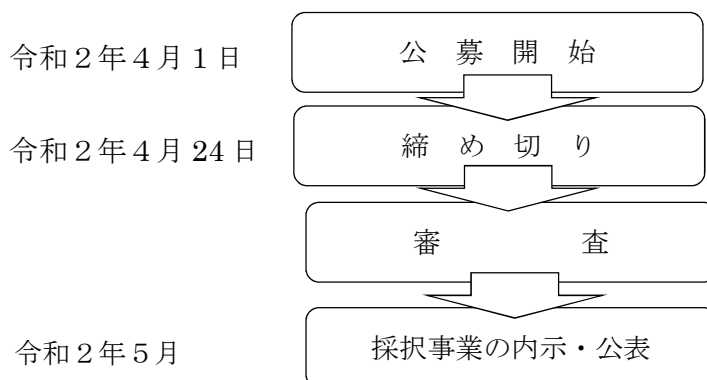 令和２年４月１日　公　募　開　始
令和２年４月 24 日　締　め　切　り
審　　　　査
令和２年５月　採択事業の内示・公表